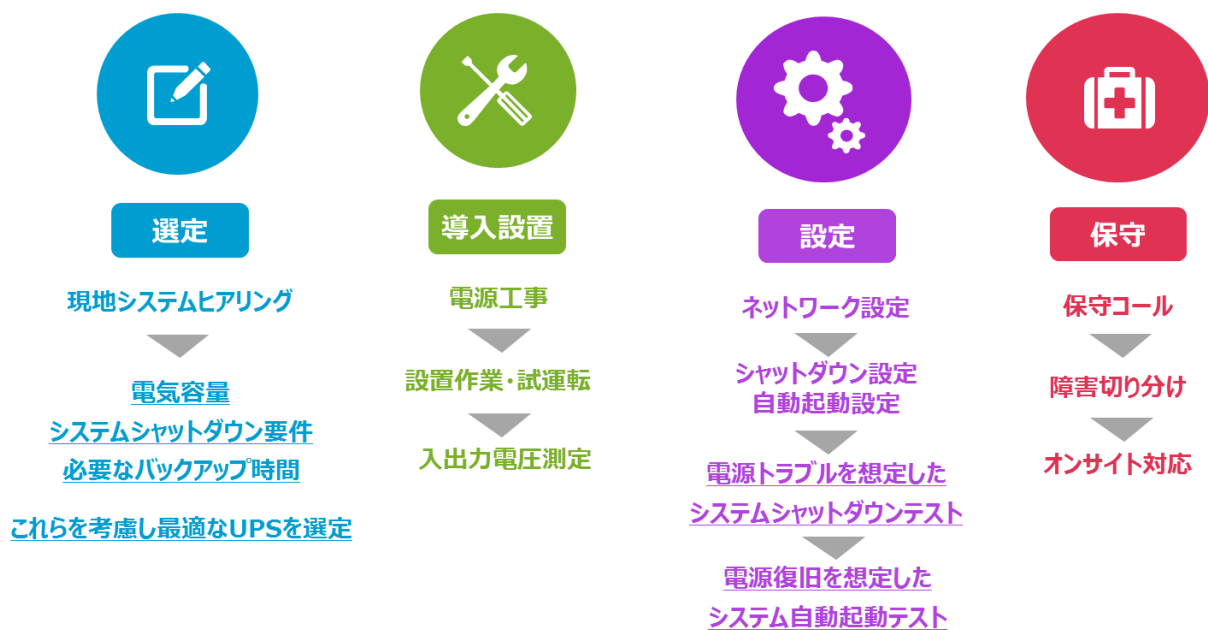 選定
現地システムヒアリング
電気容量
システムシャットダウン要件
必要なバックアップ時間
これらを考慮し最適なUPSを選定
導入設置
電源工事
設置作業・試運転
入出力電圧測定
設定
ネットワーク設定
シャットダウン設定
自動起動設定
電源トラブルを想定した
システムシャットダウンテスト
電源復旧を想定した
システム自動起動テスト
保守
保守コール
障害切り分け
オンサイト対応